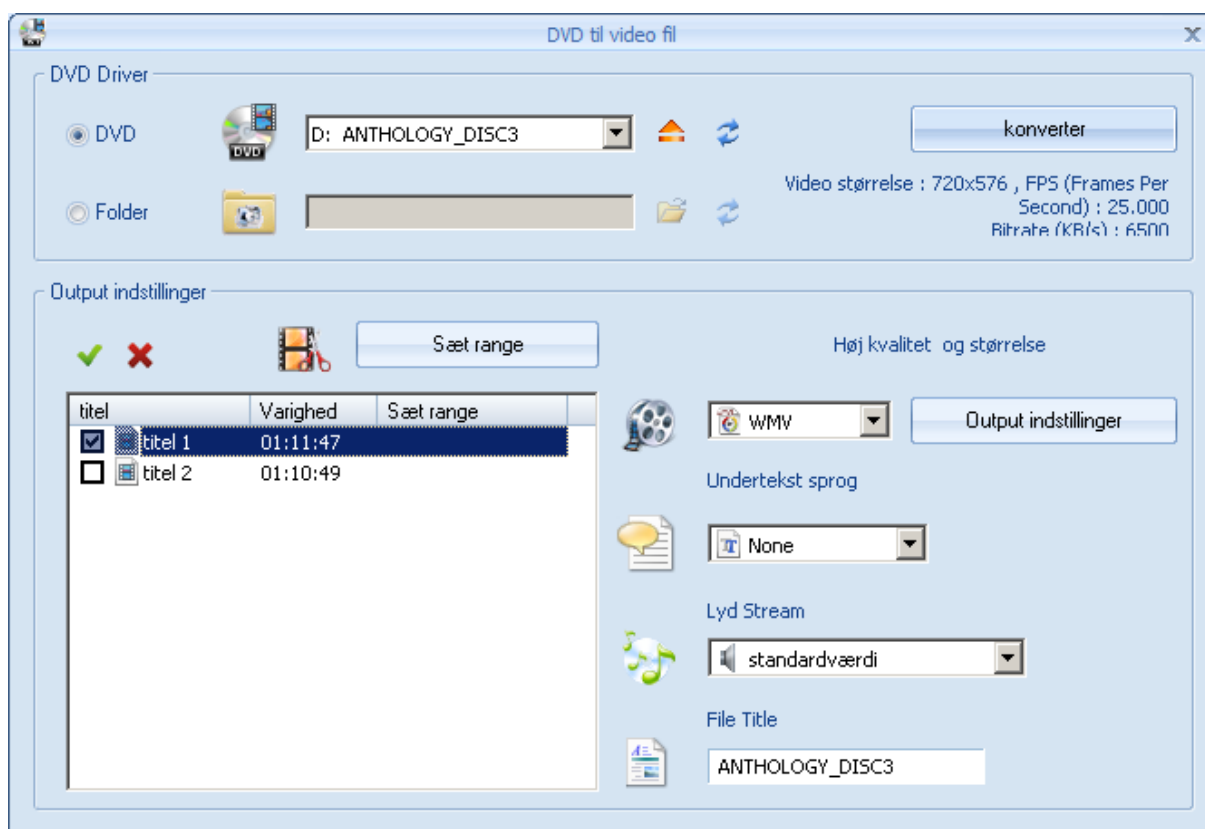 DVD til video fil
DVD Driver
DVD
DVD
D: ANTHOLOGY_DISC3
konverter
Video størrelse : 720x576 , FPS (Frames Per
Second) : 25.000
Bitrate (KB/s) : 6500
Folder
Output indstillinger
Sæt range
Høj kvalitet og størrelse
titel Varighed Sæt range
titel 1 01:11:47
titel 2 01:10:49
WMV
Output indstillinger
Undertekst sprog
None
Lyd Stream
standardværdi
File Title
ANTHOLOGY_DISC3